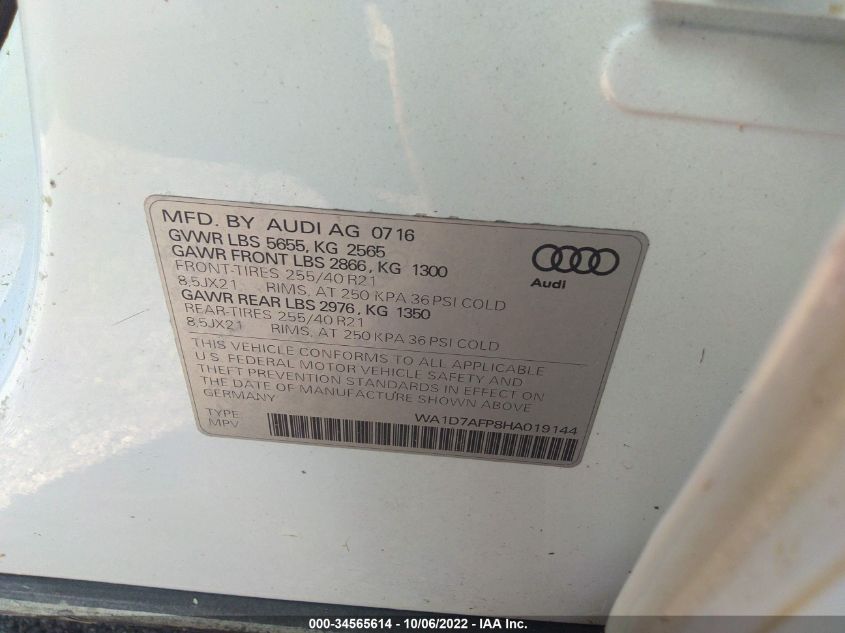 MFD. BY AUDI AG 0716
GVWR LBS 5655, KG 2565
GAWR FRONT LBS 2866, KG 1300
FRONT-TIRES 255/40 R21
8.5JX21 RIMS, AT 250 KPA 36 PSI COLD
GAWR REAR LBS 2976, KG 1350
REAR-TIRES 255/40 R21
8.5JX21 RIMS, AT 250 KPA 36 PSI COLD
Audi
THIS VEHICLE CONFORMS TO ALL APPLICABLE
U.S. FEDERAL MOTOR VEHICLE SAFETY AND
THEFT PREVENTION STANDARDS IN EFFECT ON
THE DATE OF MANUFACTURE SHOWN ABOVE
GERMANY
TYPE
MPV
WA1D7AFP8HA019144
000-34565614 - 10/06/2022 - IAA Inc.